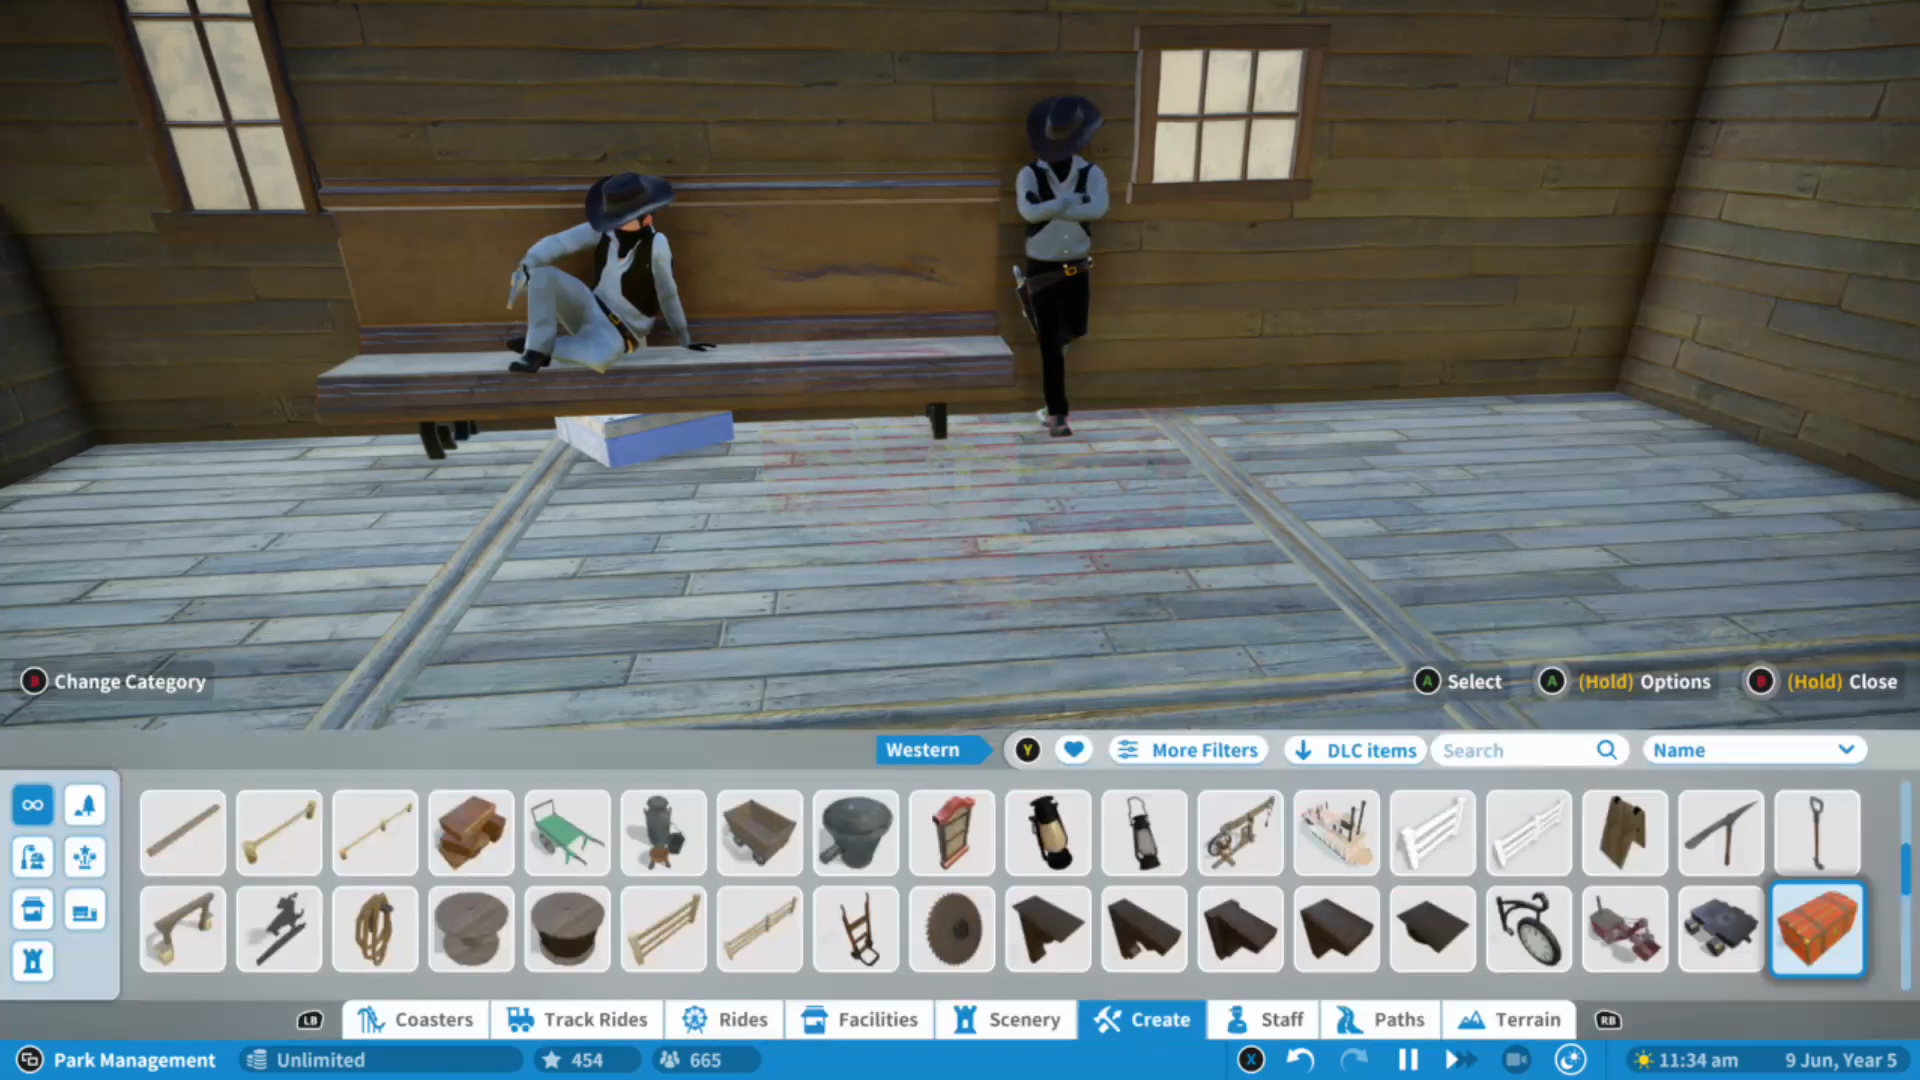 B Change Category
A Select A (Hold) Options B (Hold) Close
Western Y More Filters DLC items Search Name
LB Coasters Track Rides Rides Facilities Scenery Create Staff Paths Terrain RB
Park Management Unlimited 454 665 X 11:34 am 9 Jun, Year 5